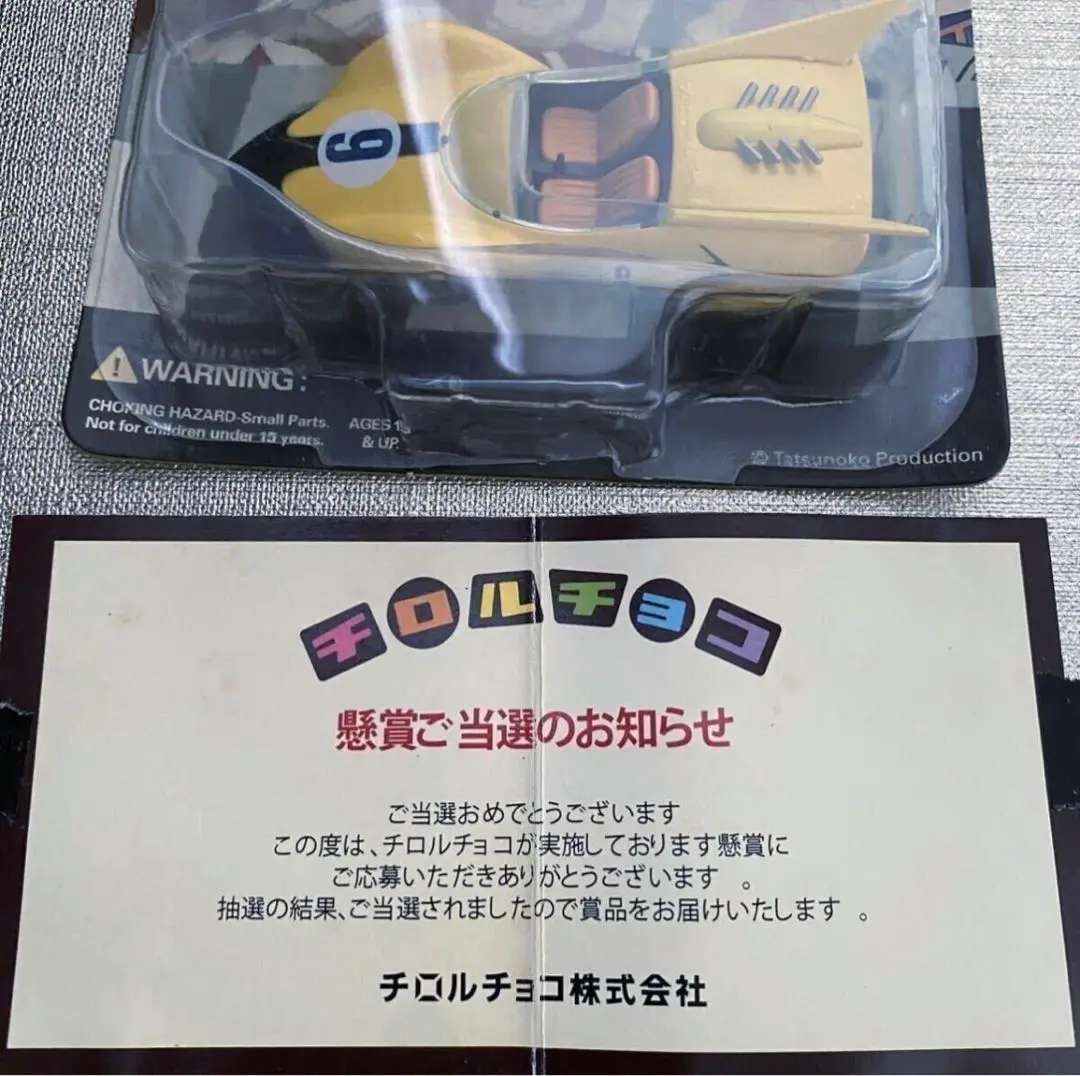 6
WARNING:
CHOKING HAZARD-Small Parts.
Not for children under 15 years.
AGES 15
& UP
© Tatsunoko Production
チロルチョコ
懸賞ご当選のお知らせ
ご当選おめでとうございます
この度は、チロルチョコが実施しております懸賞に
ご応募いただきありがとうございます 。
抽選の結果、ご当選されましたので賞品をお届けいたします 。
チロルチョコ株式会社